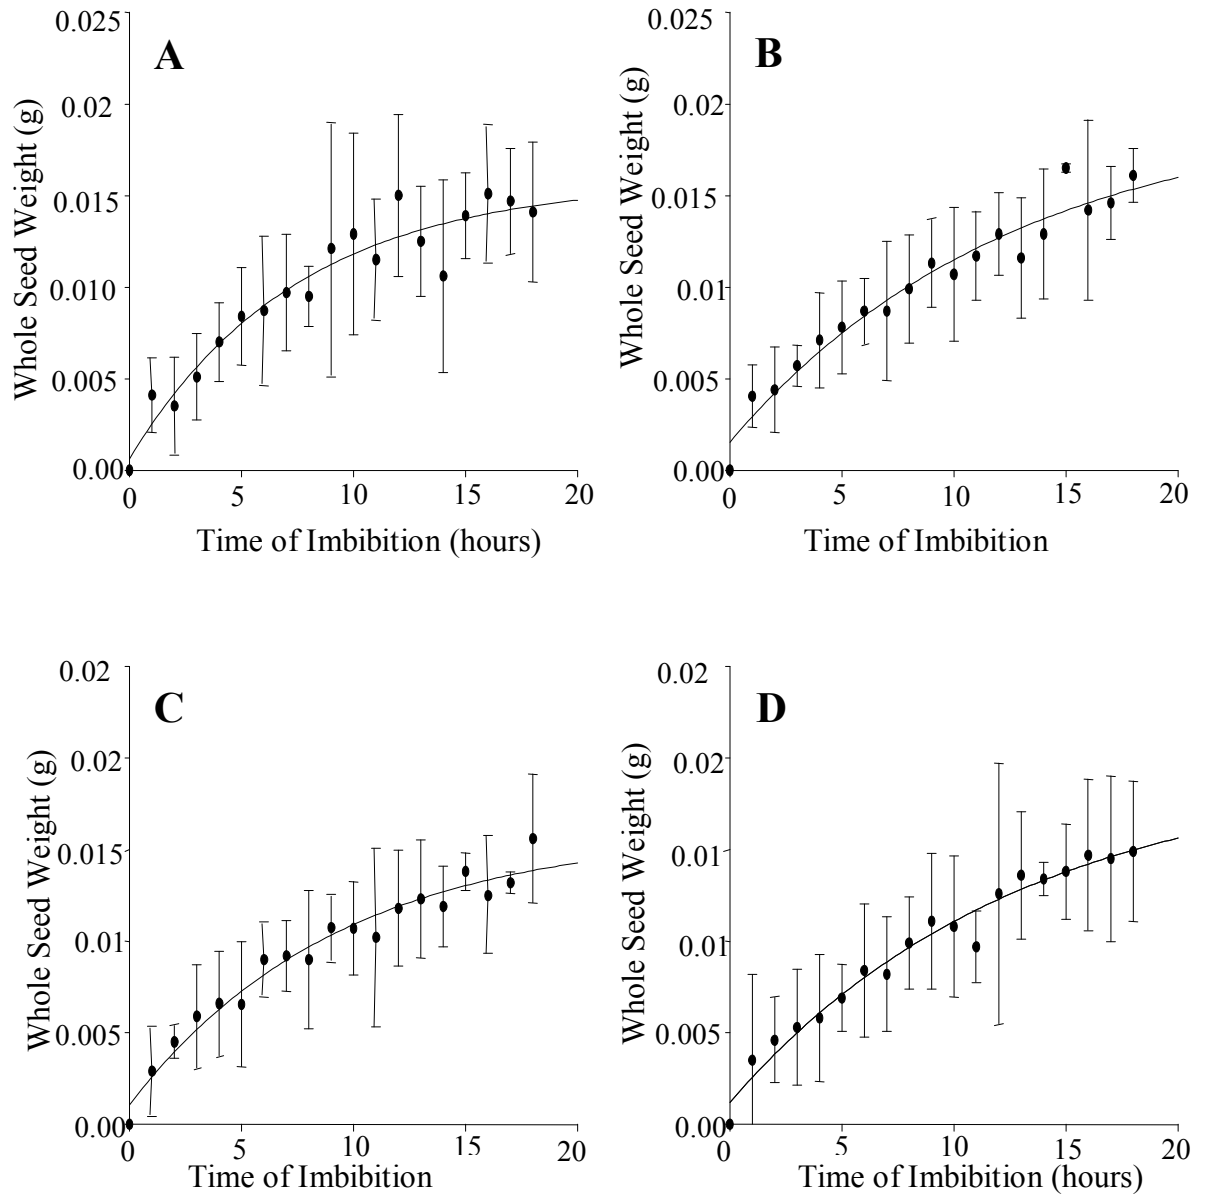 A
B
Whole Seed Weight (g)
0.025
0.02
0.015
0.010
0.005
0.00
0 5 10 15 20
Time of Imbibition (hours)
Whole Seed Weight (g)
0.025
0.02
0.015
0.01
0.005
0.00
0 5 10 15 20
Time of Imbibition
C
D
Whole Seed Weight (g)
0.02
0.02
0.015
0.01
0.005
0.00
0 5 10 15 20
Time of Imbibition
Whole Seed Weight (g)
0.02
0.02
0.01
0.01
0.005
0.00
0 5 10 15 20
Time of Imbibition (hours)